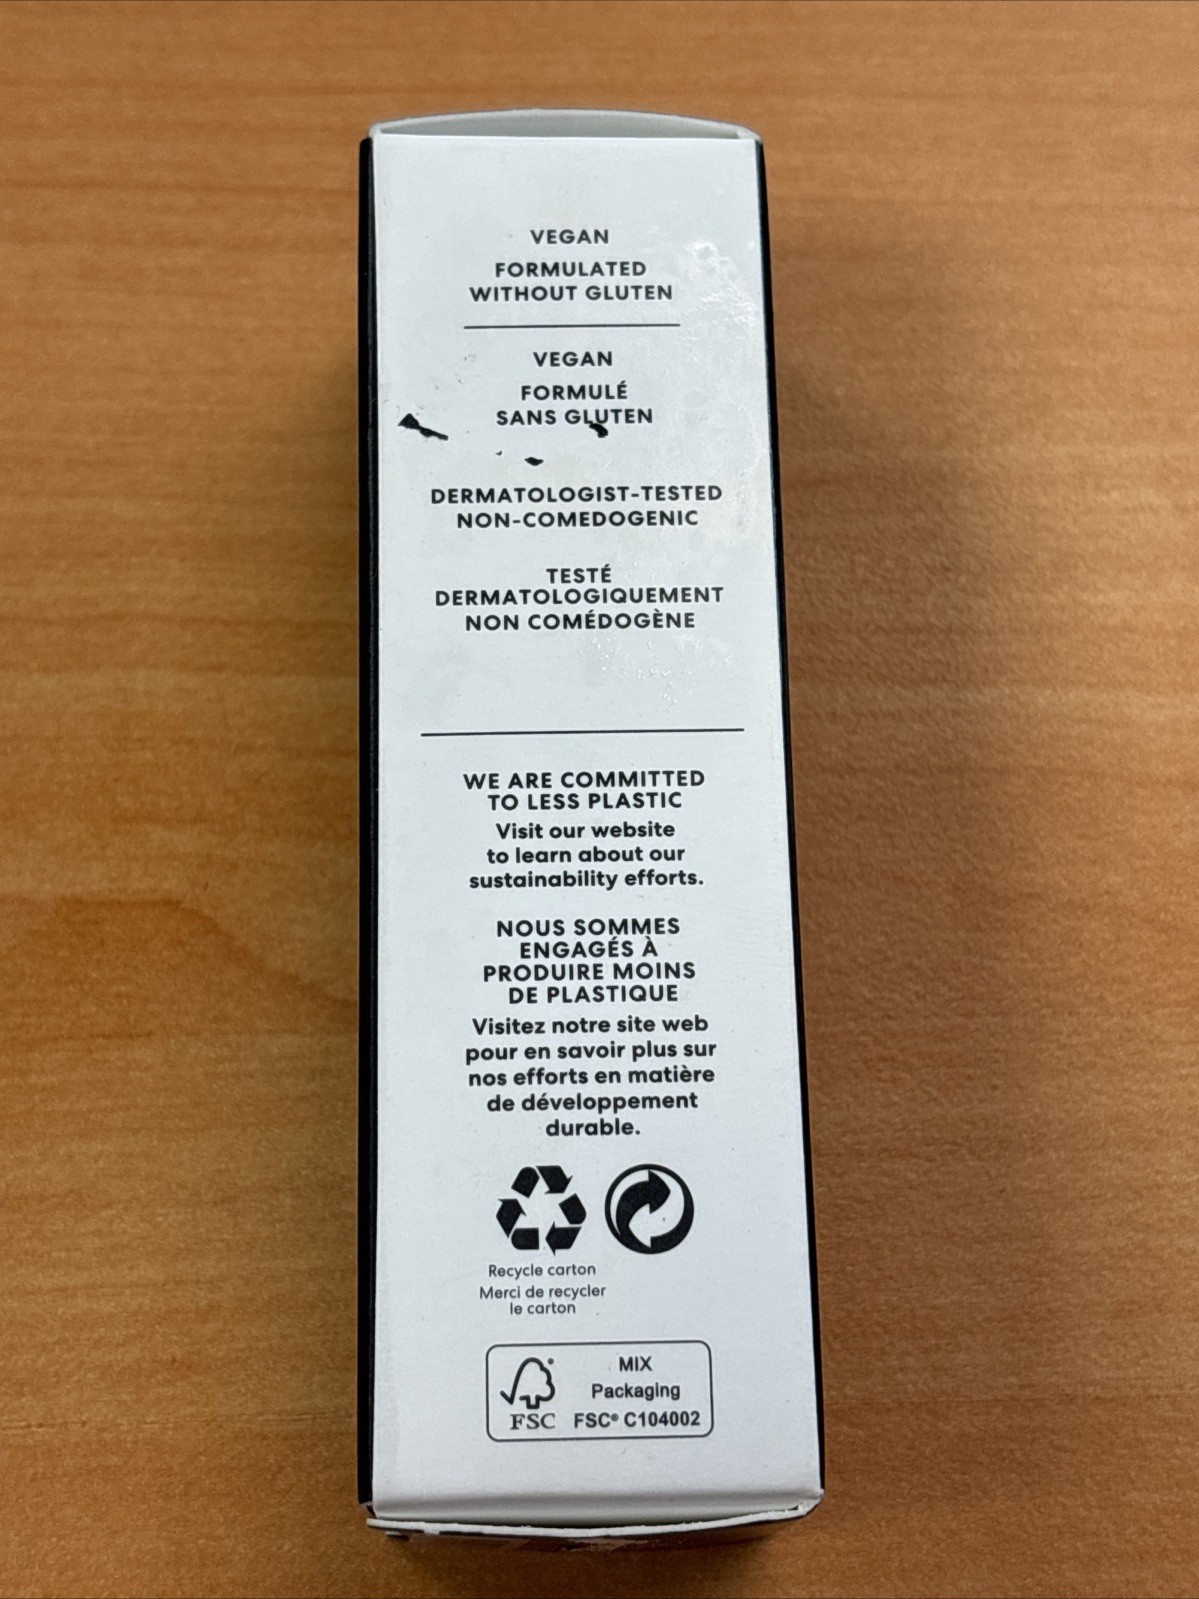 VEGAN
FORMULATED
WITHOUT GLUTEN
VEGAN
FORMULÉ
SANS GLUTEN
DERMATOLOGIST-TESTED
NON-COMEDOGENIC
TESTÉ
DERMATOLOGIQUEMENT
NON COMÉDOGÈNE
WE ARE COMMITTED
TO LESS PLASTIC
Visit our website
to learn about our
sustainability efforts.
NOUS SOMMES
ENGAGÉS À
PRODUIRE MOINS
DE PLASTIQUE
Visitez notre site web
pour en savoir plus sur
nos efforts en matière
de développement
durable.
Recycle carton
Merci de recycler
le carton
MIX
Packaging
FSC FSC® C104002